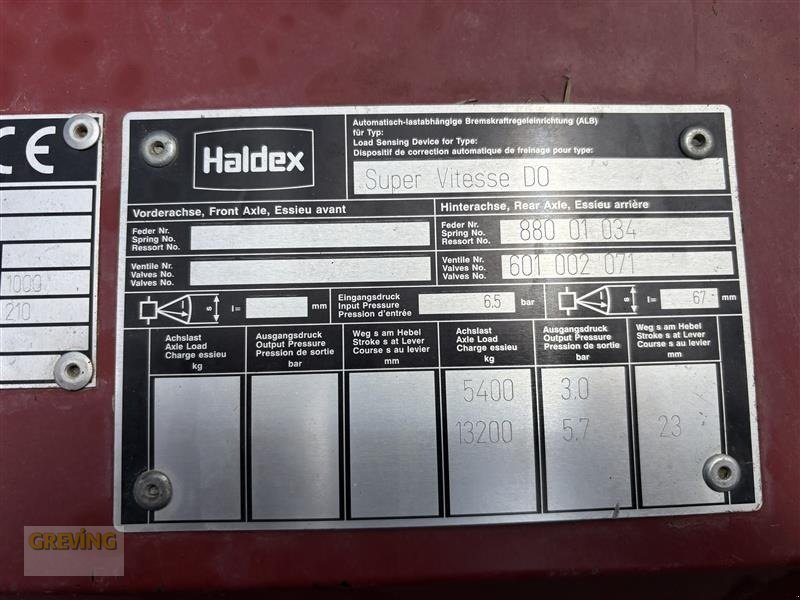 CE
1000
210
Haldex
Automatisch-lastabhängige Bremskraftregeleinrichtung (ALB)
für Typ:
Load Sensing Device for Type:
Dispositif de correction automatique de freinage pour type:
Super Vitesse DO
Vorderachse, Front Axle, Essieu avant
Hinterachse, Rear Axle, Essieu arrière
Feder Nr.
Spring No.
Ressort No.
Feder Nr.
Spring No.
Ressort No.
880 01 034
Ventile Nr.
Valves No.
Valves No.
Ventile Nr.
Valves No.
Valves No.
601 002 071
s l = mm
Eingangsdruck
Input Pressure
Pression d'entrée
6.5 bar
s l = 67 mm
Achslast
Axle Load
Charge essieu
kg
Ausgangsdruck
Output Pressure
Pression de sortie
bar
Weg s am Hebel
Stroke s at Lever
Course s au levier
mm
Achslast
Axle Load
Charge essieu
kg
Ausgangsdruck
Output Pressure
Pression de sortie
bar
Weg s am Hebel
Stroke s at Lever
Course s au levier
mm
5400 3.0
13200 5.7 23
GREVING